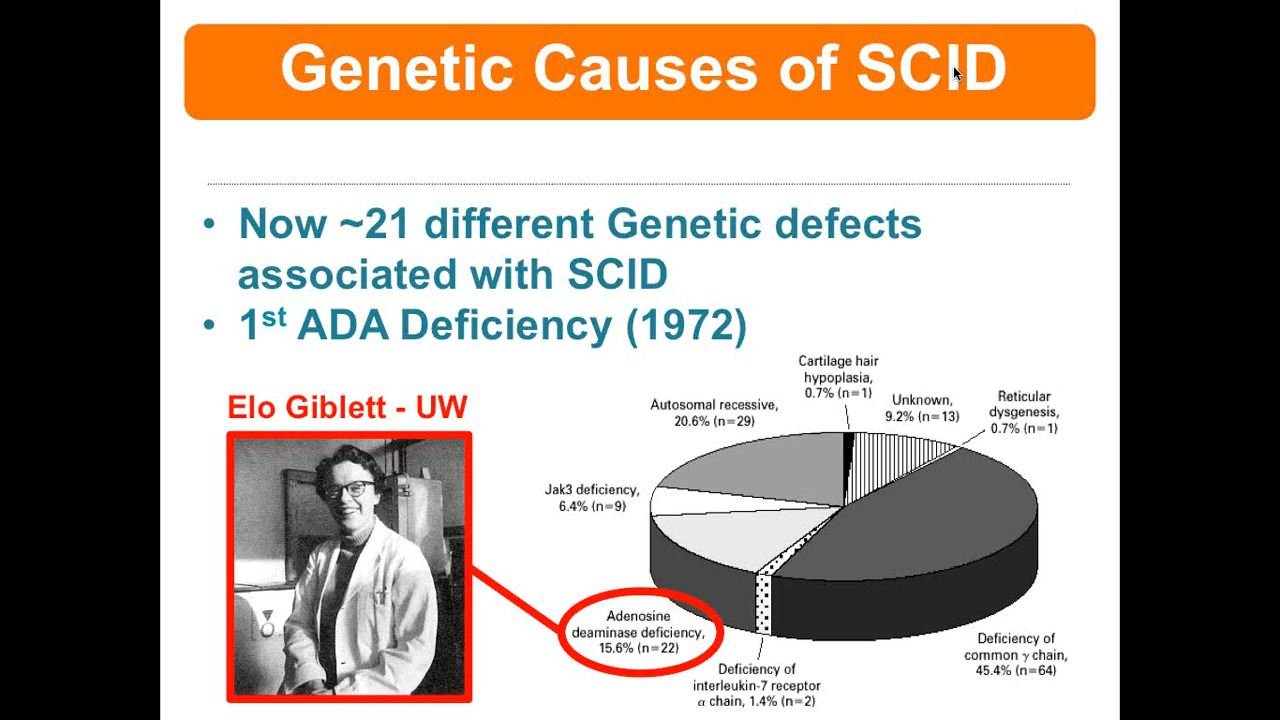 Genetic Causes of SCID
• Now ~21 different Genetic defects
associated with SCID
• 1st ADA Deficiency (1972)
Elo Giblett - UW
Cartilage hair
hypoplasia,
0.7% (n=1)
Unknown,
9.2% (n=13)
Reticular
dysgenesis,
0.7% (n=1)
Autosomal recessive,
20.6% (n=29)
Jak3 deficiency,
6.4% (n=9)
Adenosine
deaminase deficiency,
15.6% (n=22)
Deficiency of
interleukin-7 receptor
α chain, 1.4% (n=2)
Deficiency of
common γ chain,
45.4% (n=64)